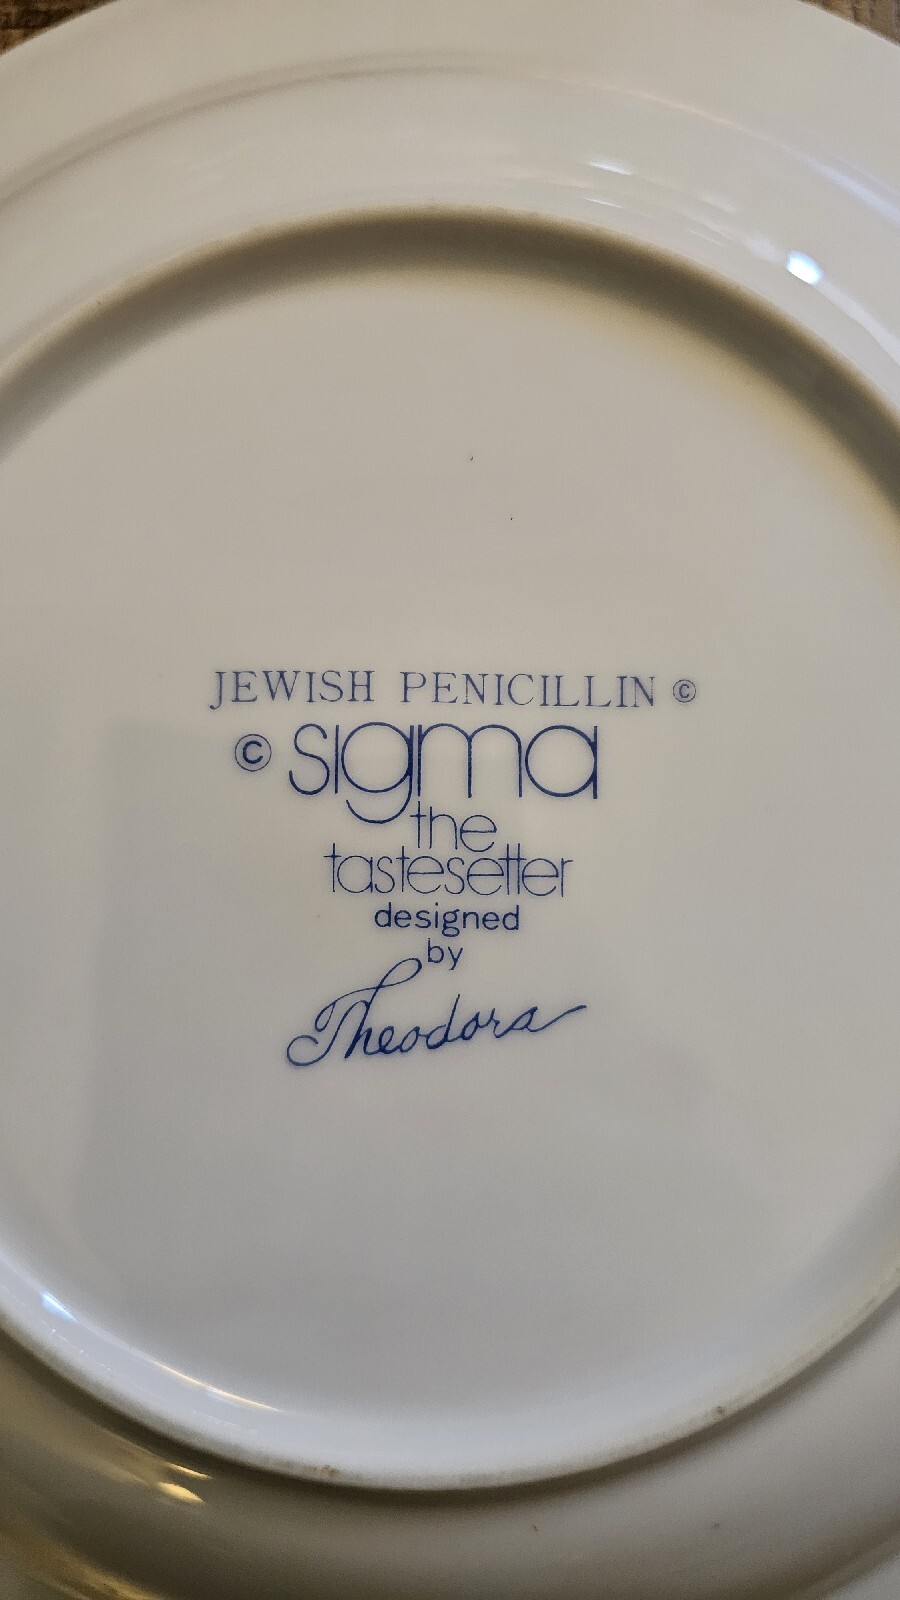 JEWISH PENICILLIN ©
© sigma
the
tastesetter
designed
by
Theodora